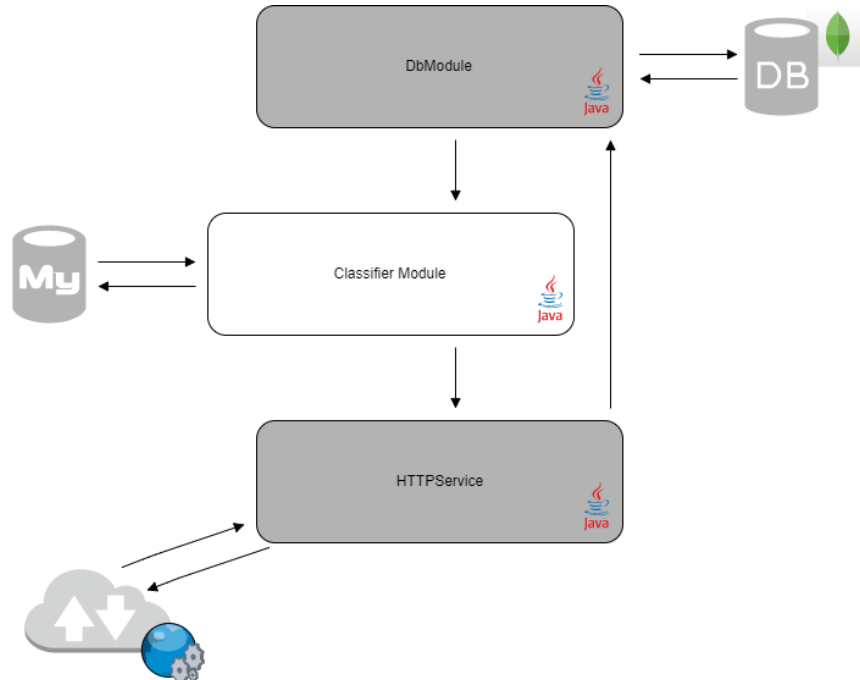 DbModule
Java
DB
Classifier Module
Java
My
HTTPService
Java